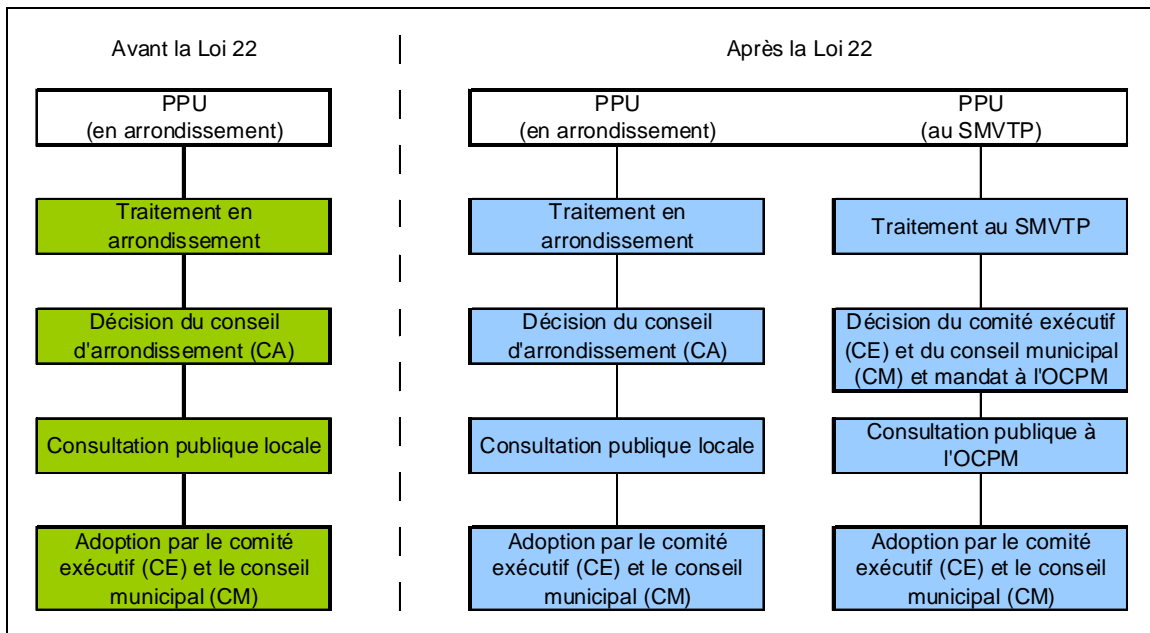 Avant la Loi 22
Après la Loi 22
PPU
(en arrondissement)
Traitement en
arrondissement
Décision du conseil
d'arrondissement (CA)
Consultation publique locale
Adoption par le comité
exécutif (CE) et le conseil
municipal (CM)
PPU
(en arrondissement)
Traitement en
arrondissement
Décision du conseil
d'arrondissement (CA)
Consultation publique locale
Adoption par le comité
exécutif (CE) et le conseil
municipal (CM)
PPU
(au SMVTP)
Traitement au SMVTP
Décision du comité exécutif
(CE) et du conseil municipal
(CM) et mandat à l'OCPM
Consultation publique à
l'OCPM
Adoption par le comité
exécutif (CE) et le conseil
municipal (CM)